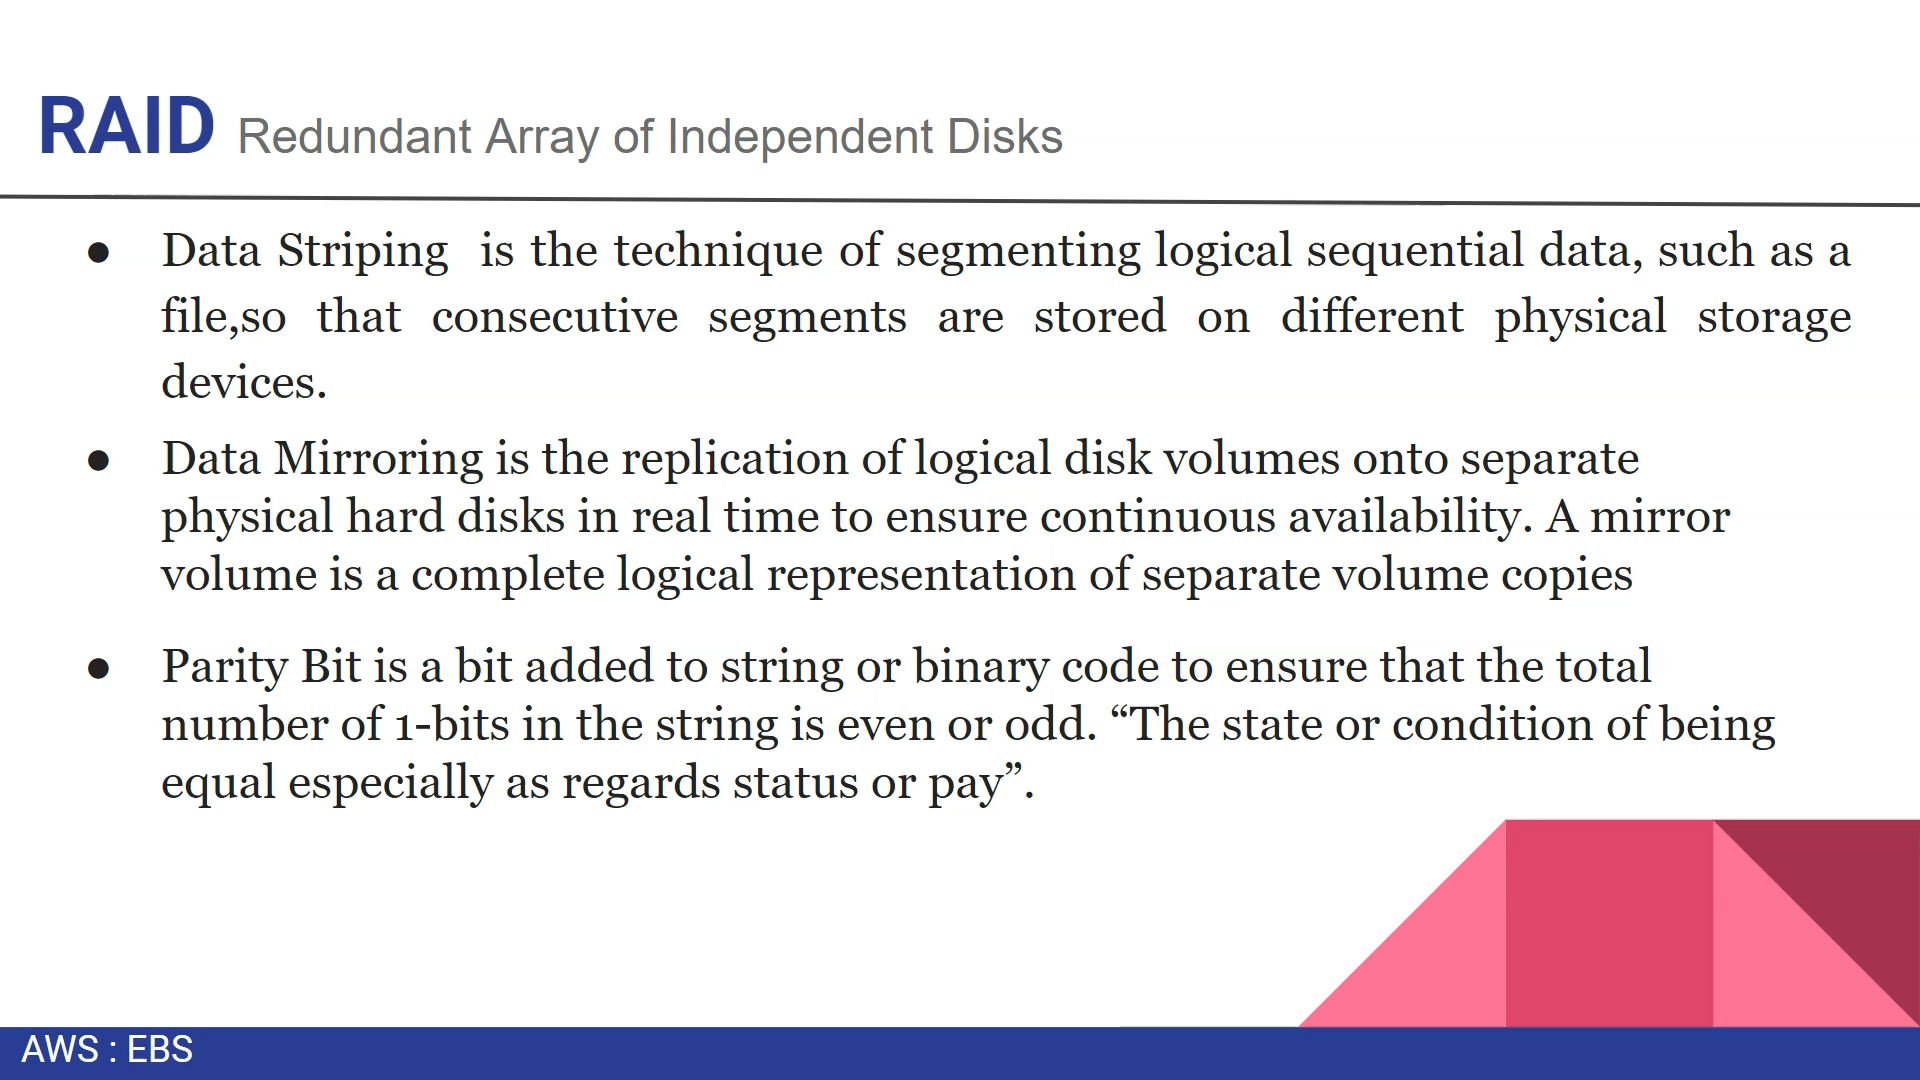 RAID Redundant Array of Independent Disks
● Data Striping is the technique of segmenting logical sequential data, such as a
file,so that consecutive segments are stored on different physical storage
devices.
● Data Mirroring is the replication of logical disk volumes onto separate
physical hard disks in real time to ensure continuous availability. A mirror
volume is a complete logical representation of separate volume copies
● Parity Bit is a bit added to string or binary code to ensure that the total
number of 1-bits in the string is even or odd. “The state or condition of being
equal especially as regards status or pay”.
AWS : EBS